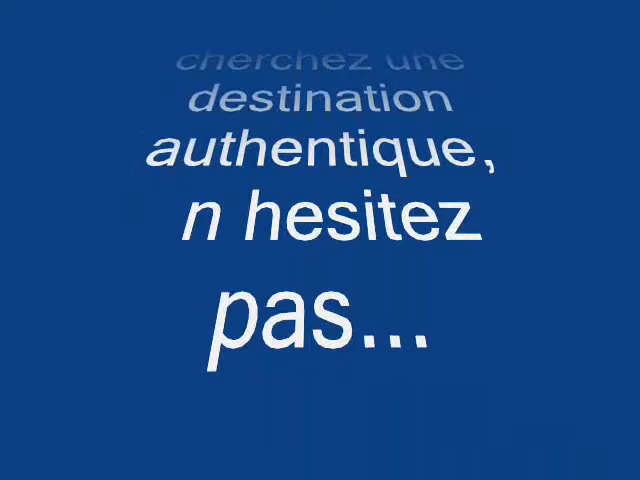 cherchez une
destination
authentique,
n hesitez
pas...